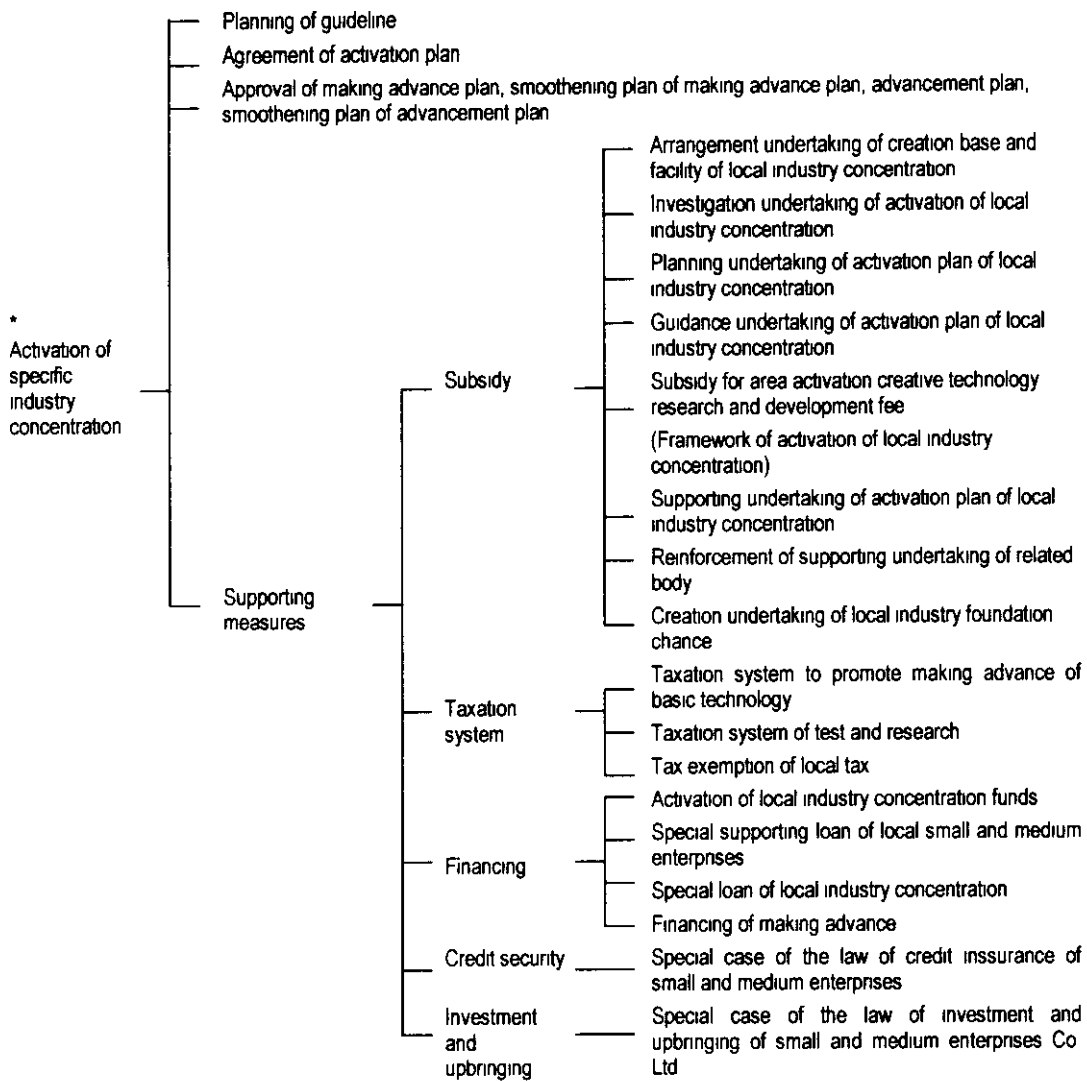 Planning of guideline
Agreement of activation plan
Approval of making advance plan, smoothening plan of making advance plan, advancement plan,
smoothening plan of advancement plan
*
Activation of
specific
industry
concentration
Supporting
measures
Subsidy
Arrangement undertaking of creation base and
facility of local industry concentration
Investigation undertaking of activation of local
industry concentration
Planning undertaking of activation plan of local
industry concentration
Guidance undertaking of activation plan of local
industry concentration
Subsidy for area activation creative technology
research and development fee
(Framework of activation of local industry
concentration)
Supporting undertaking of activation plan of local
industry concentration
Reinforcement of supporting undertaking of related
body
Creation undertaking of local industry foundation
chance
Taxation
system
Taxation system to promote making advance of
basic technology
Taxation system of test and research
Tax exemption of local tax
Financing
Activation of local industry concentration funds
Special supporting loan of local small and medium
enterprises
Special loan of local industry concentration
Financing of making advance
Credit security
Special case of the law of credit inssurance of
small and medium enterprises
Investment
and
upbringing
Special case of the law of investment and
upbringing of small and medium enterprises Co
Ltd